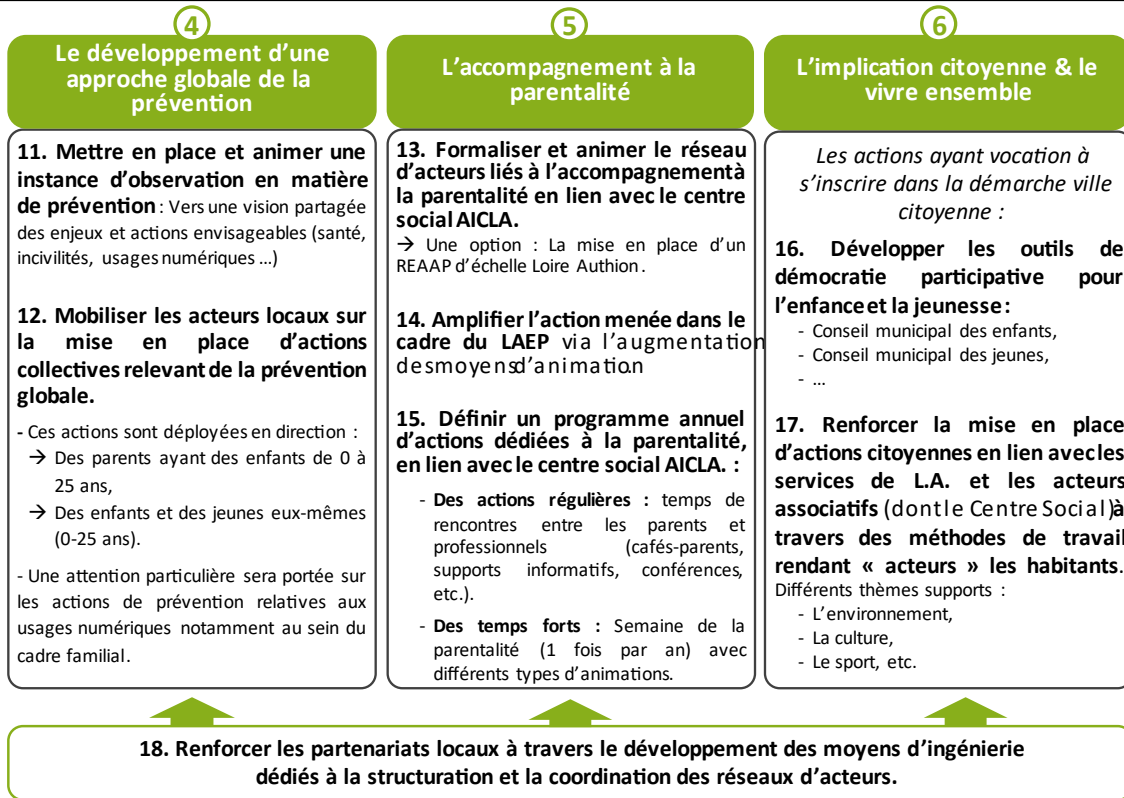 4
Le développement d'une
approche globale de la
prévention
11. Mettre en place et animer une
instance d'observation en matière
de prévention : Vers une vision partagée
des enjeux et actions envisageables (santé,
incivilités, usages numériques ...)
12. Mobiliser les acteurs locaux sur
la mise en place d'actions
collectives relevant de la prévention
globale.
- Ces actions sont déployées en direction :
→ Des parents ayant des enfants de 0 à
25 ans,
→ Des enfants et des jeunes eux-mêmes
(0-25 ans).
- Une attention particulière sera portée sur
les actions de prévention relatives aux
usages numériques notamment au sein du
cadre familial.
5
L'accompagnement à la
parentalité
13. Formaliser et animer le réseau
d'acteurs liés à l'accompagnement à
la parentalité en lien avec le centre
social AICLA.
→ Une option : La mise en place d'un
REAAP d'échelle Loire Authion.
14. Amplifier l'action menée dans le
cadre du LAEP via l'augmentation
des moyens d'animation
15. Définir un programme annuel
d'actions dédiées à la parentalité,
en lien avec le centre social AICLA. :
- Des actions régulières : temps de
rencontres entre les parents et
professionnels (cafés-parents,
supports informatifs, conférences,
etc.).
- Des temps forts : Semaine de la
parentalité (1 fois par an) avec
différents types d'animations.
6
L'implication citoyenne & le
vivre ensemble
Les actions ayant vocation à
s'inscrire dans la démarche ville
citoyenne :
16. Développer les outils de
démocratie participative pour
l'enfance et la jeunesse :
- Conseil municipal des enfants,
- Conseil municipal des jeunes,
- ...
17. Renforcer la mise en place
d'actions citoyennes en lien avec les
services de L.A. et les acteurs
associatifs (dont le Centre Social) à
travers des méthodes de travail
rendant « acteurs » les habitants.
Différents thèmes supports :
- L'environnement,
- La culture,
- Le sport, etc.
18. Renforcer les partenariats locaux à travers le développement des moyens d'ingénierie
dédiés à la structuration et la coordination des réseaux d'acteurs.